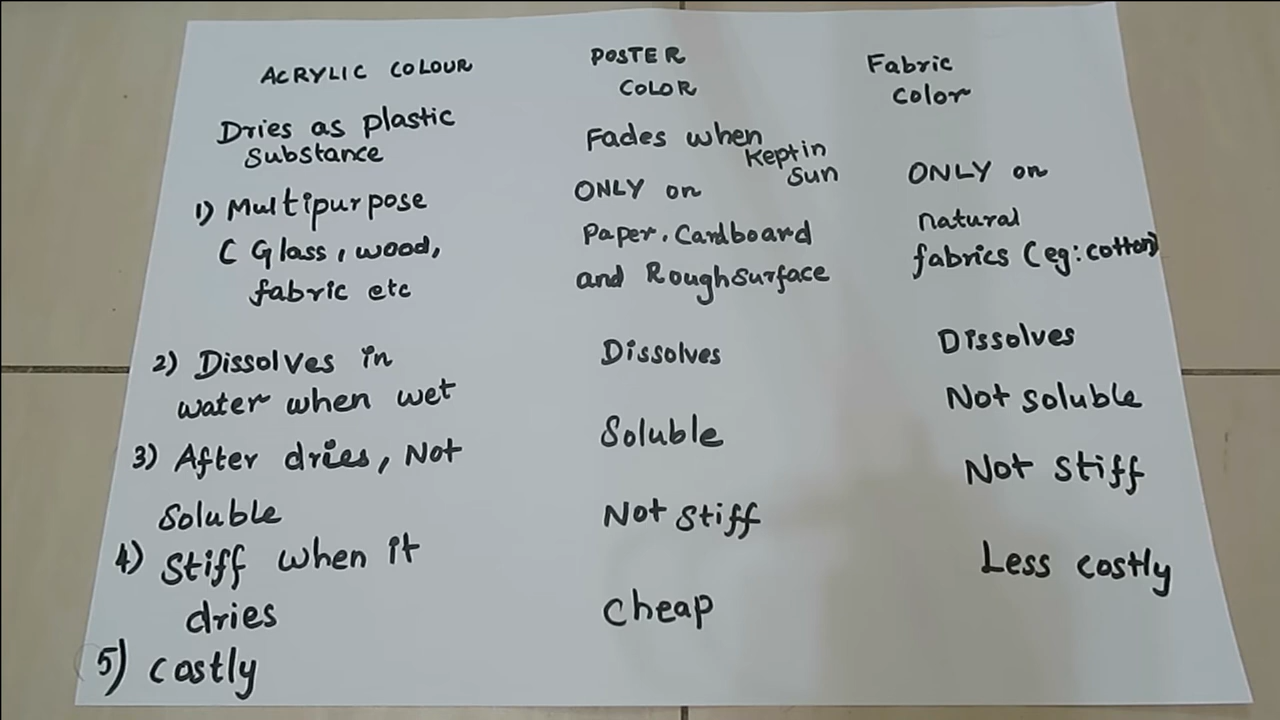 ACRYLIC COLOUR
Dries as plastic
Substance
1) Multipurpose
( Glass, wood,
fabric etc
2) Dissolves in
water when wet
3) After dries, Not
Soluble
4) Stiff when it
dries
5) costly
POSTER
COLOR
Fades when
Kept in
Sun
ONLY on
Paper, Cardboard
and Rough surface
Dissolves
Soluble
Not stiff
cheap
Fabric
color
ONLY on
natural
fabrics (eg: cotton)
Dissolves
Not soluble
Not stiff
Less costly